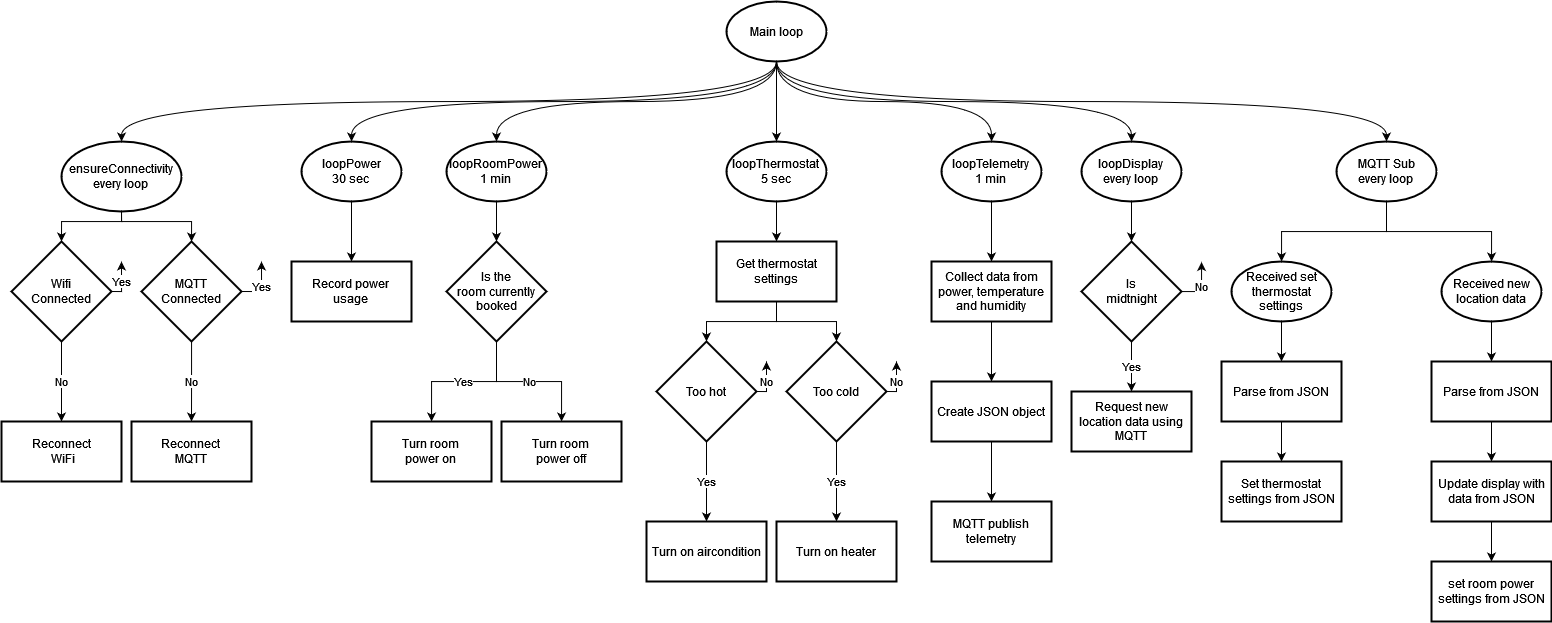 Main loop
ensureConnectivity
every loop
loopPower
30 sec
loopRoomPower
1 min
loopThermostat
5 sec
loopTelemetry
1 min
loopDisplay
every loop
MQTT Sub
every loop
Wifi
Connected
Yes
No
Reconnect
WiFi
MQTT
Connected
Yes
No
Reconnect
MQTT
Record power
usage
Is the
room currently
booked
Yes
No
Turn room
power on
Turn room
power off
Get thermostat
settings
Too hot
No
Yes
Turn on aircondition
Too cold
No
Yes
Turn on heater
Collect data from
power, temperature
and humidity
Create JSON object
MQTT publish
telemetry
Is
midtnight
No
Yes
Request new
location data using
MQTT
Received set
thermostat
settings
Parse from JSON
Set thermostat
settings from JSON
Received new
location data
Parse from JSON
Update display with
data from JSON
set room power
settings from JSON